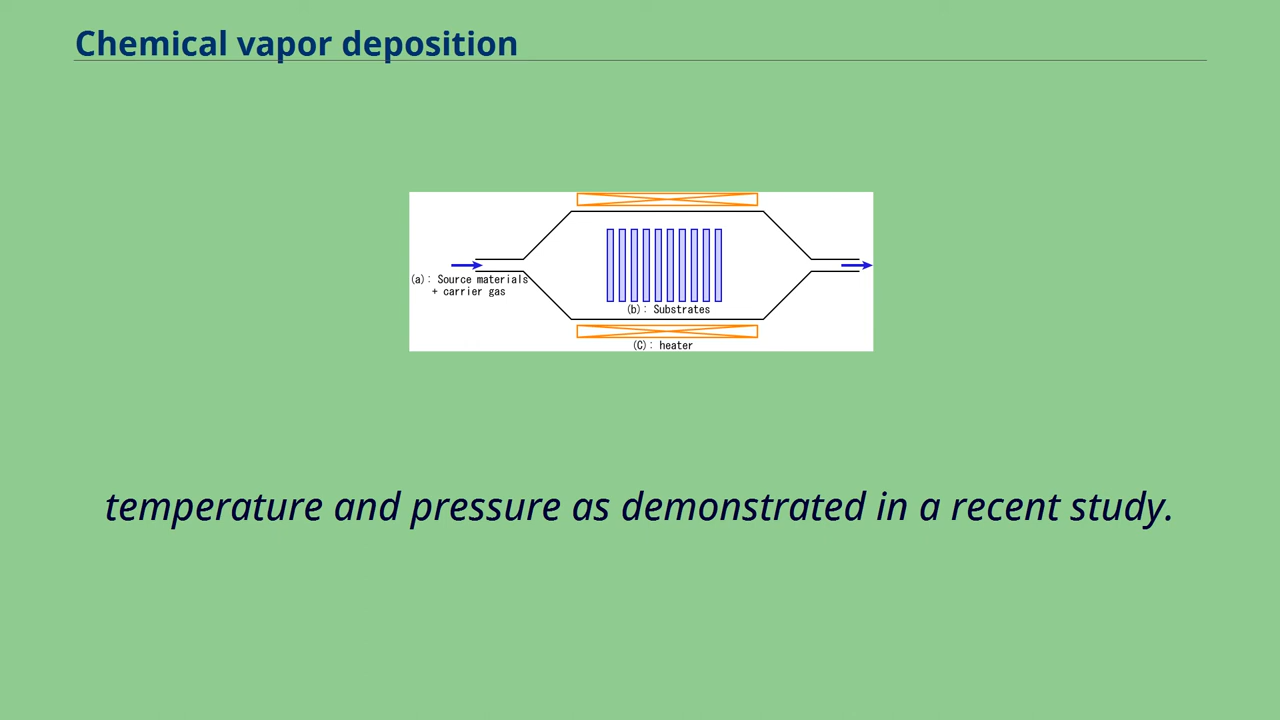 Chemical vapor deposition
(a): Source materials
+ carrier gas
(b): Substrates
(C): heater
temperature and pressure as demonstrated in a recent study.